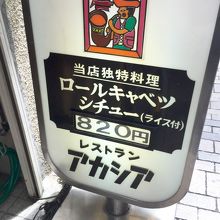 当店独特料理
ロールキャベツ
シチュー(ライス付)
820円
レストラン
アカシア